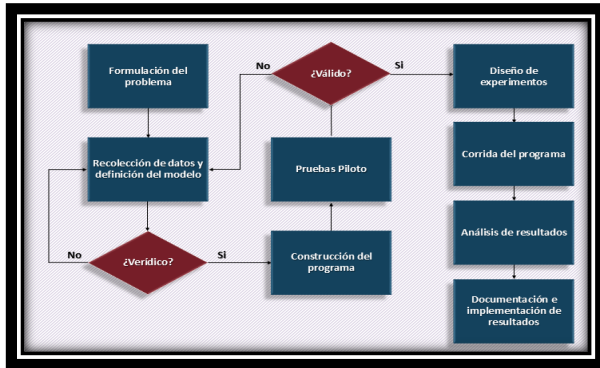 Formulación del
problema
Recolección de datos y
definición del modelo
No
¿Verídico?
Si
Construcción del
programa
Pruebas Piloto
No
¿Válido?
Si
Diseño de
experimentos
Corrida del programa
Análisis de resultados
Documentación e
implementación de
resultados